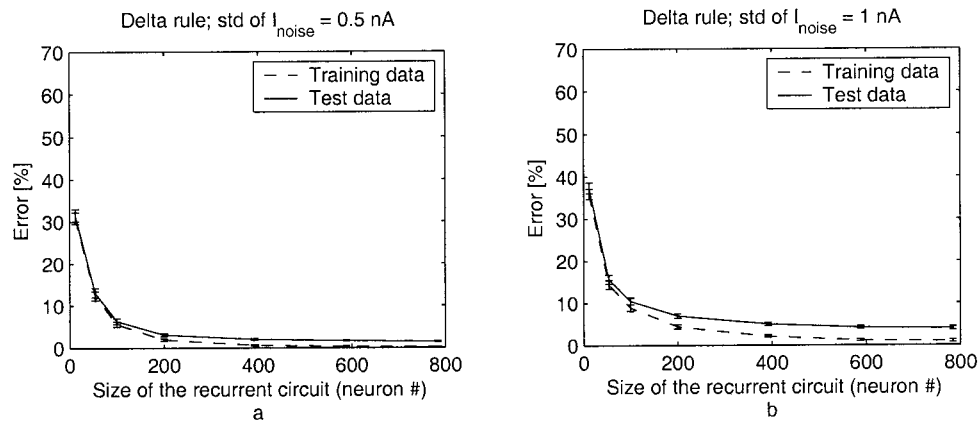 Delta rule; std of I_noise = 0.5 nA
70
60
50
40
30
20
10
0
Error [%]
Training data
Test data
0 200 400 600 800
Size of the recurrent circuit (neuron #)
a
Delta rule; std of I_noise = 1 nA
70
60
50
40
30
20
10
0
Error [%]
Training data
Test data
0 200 400 600 800
Size of the recurrent circuit (neuron #)
b